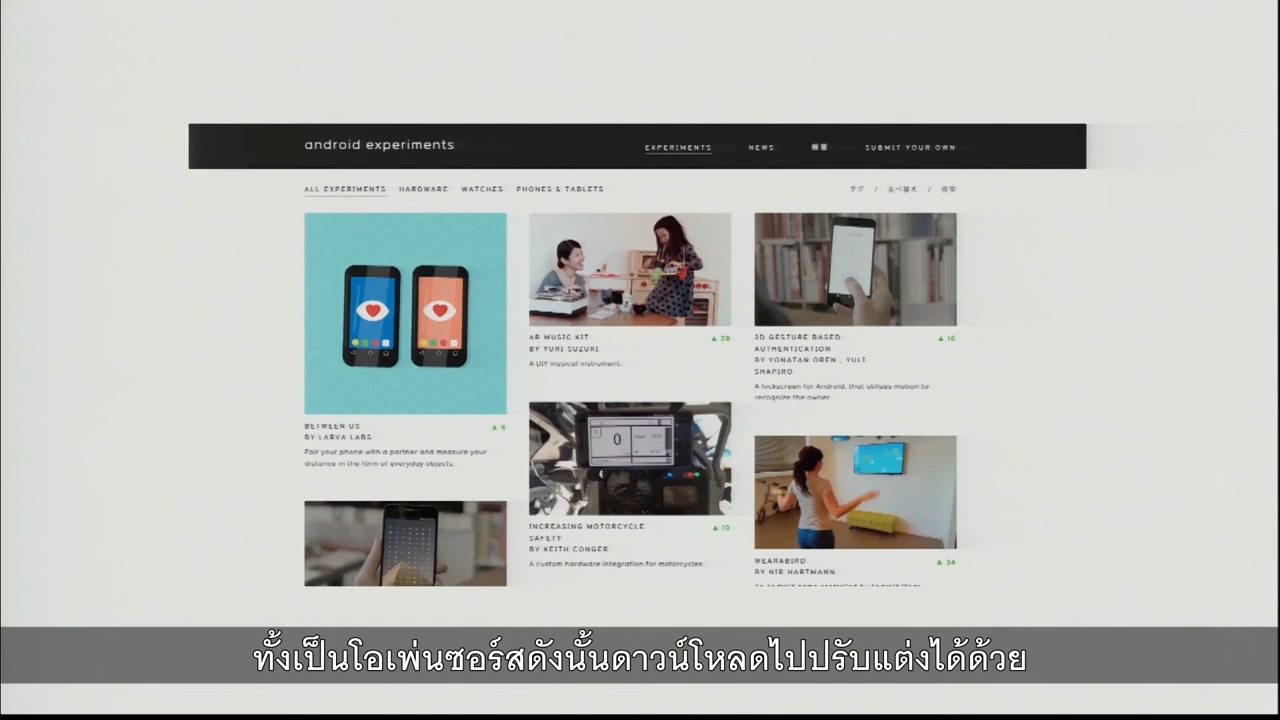 android experiments
EXPERIMENTS NEWS SUBMIT YOUR OWN
ALL EXPERIMENTS HARDWARE WATCHES PHONES & TABLETS タグ / 並べ替え / 検索
BETWEEN US
BY LARVA LABS
▲ 8
Pair your phone with a partner and measure your
distance in the form of everyday objects.
AR MUSIC KIT
BY YURI SUZUKI
▲ 28
A DIY musical instrument.
0
INCREASING MOTORCYCLE
SAFETY
BY KEITH CONGER
▲ 10
A custom hardware integration for motorcycles.
3D GESTURE BASED
AUTHENTICATION
BY YONATAN OREN , YULI
SHAPIRO
▲ 16
A lockscreen for Android, that utilizes motion to
recognize the owner.
WEARABIRD
BY NIR HARTMANN
▲ 34
ทั้งเป็นโอเพ่นซอร์สดังนั้นดาวน์โหลดไปปรับแต่งได้ด้วย